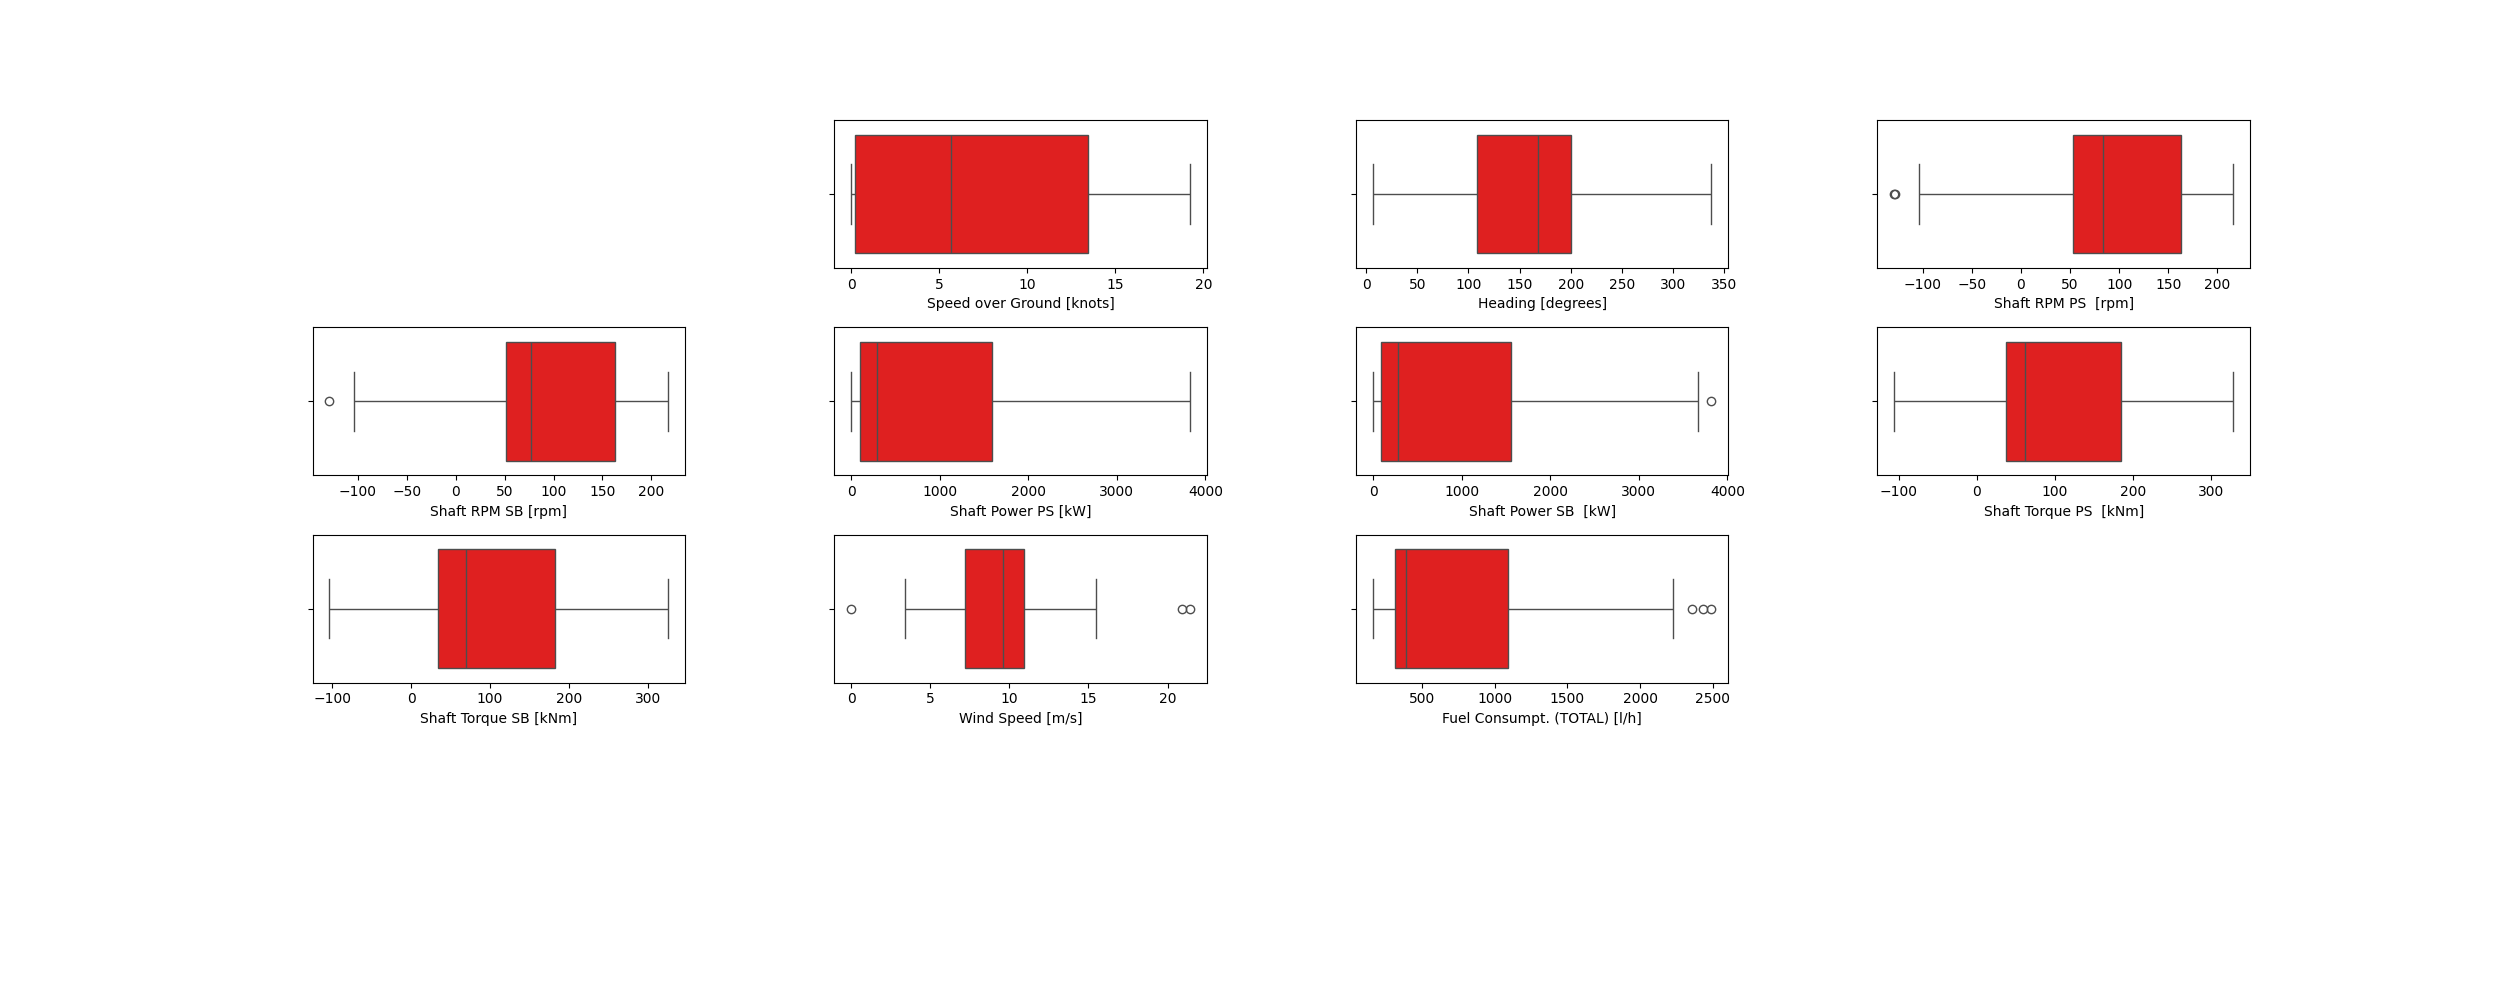 0 5 10 15 20
Speed over Ground [knots]
0 50 100 150 200 250 300 350
Heading [degrees]
−100 −50 0 50 100 150 200
Shaft RPM PS  [rpm]
−100 −50 0 50 100 150 200
Shaft RPM SB [rpm]
0 1000 2000 3000 4000
Shaft Power PS [kW]
0 1000 2000 3000 4000
Shaft Power SB  [kW]
−100 0 100 200 300
Shaft Torque PS  [kNm]
−100 0 100 200 300
Shaft Torque SB [kNm]
0 5 10 15 20
Wind Speed [m/s]
500 1000 1500 2000 2500
Fuel Consumpt. (TOTAL) [l/h]